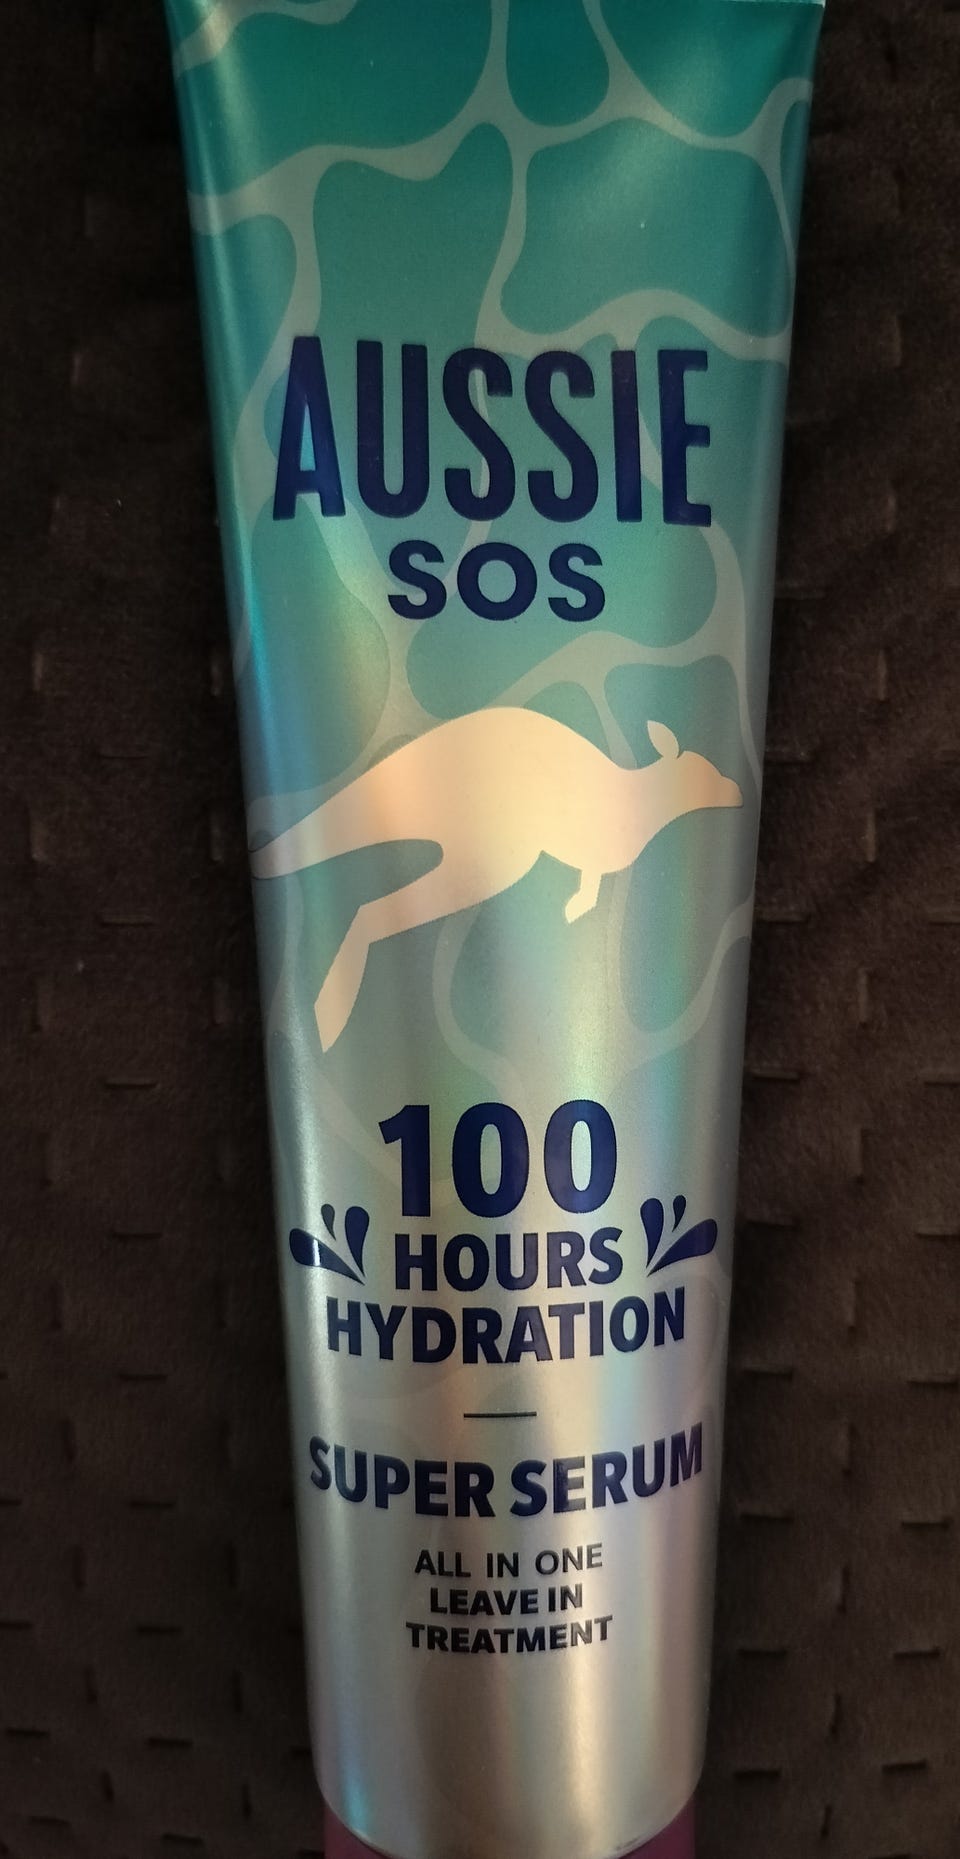 AUSSIE
SOS
100
HOURS
HYDRATION
SUPER SERUM
ALL IN ONE
LEAVE IN
TREATMENT